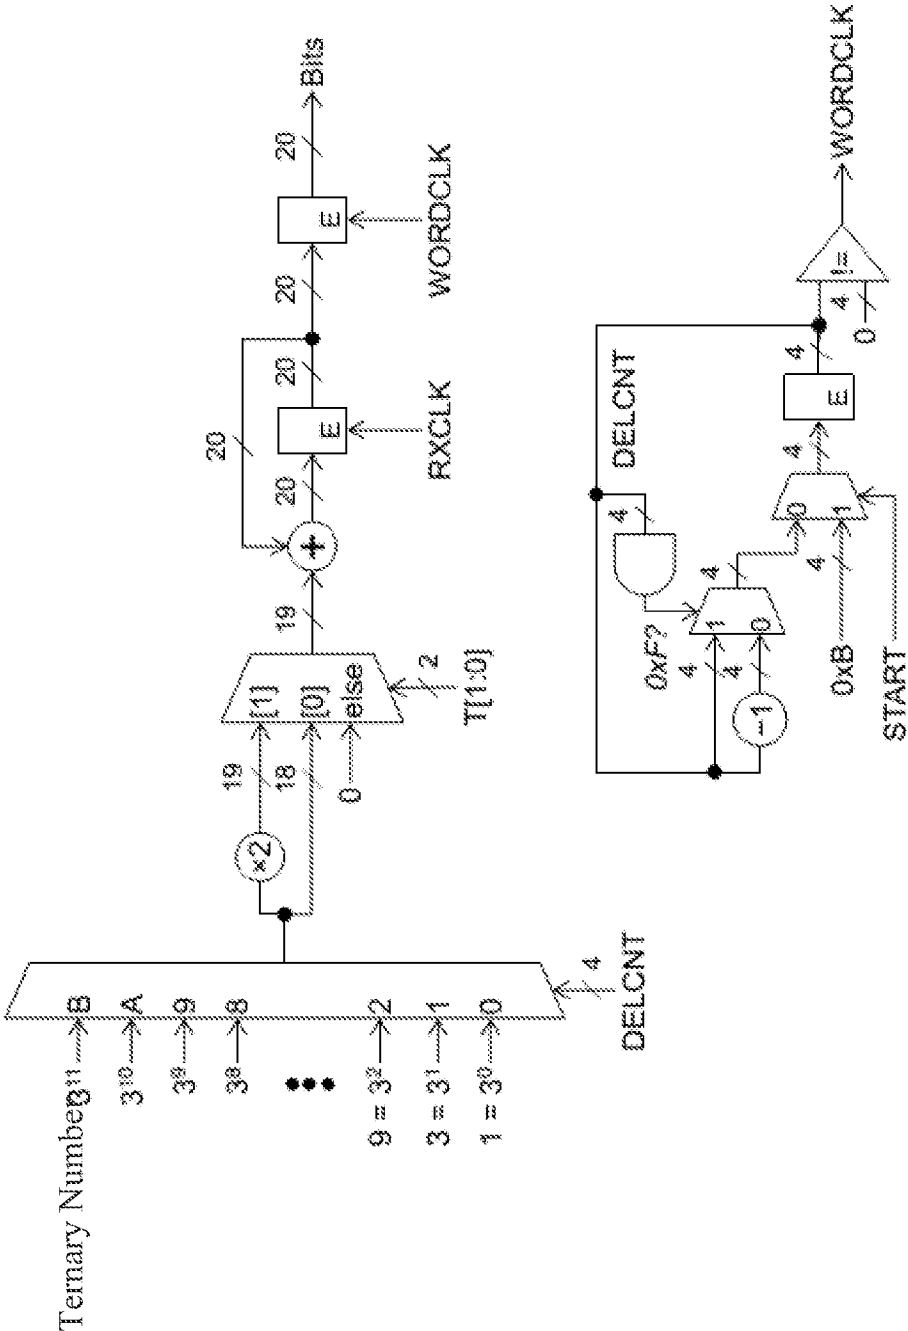 Ternary Number
3¹¹ B
3¹⁰ A
3⁹ 9
3⁸ 8
9 = 3² 2
3 = 3¹ 1
1 = 3⁰ 0
DELCNT
4
×2
19
18
0
[1]
[0]
else
2
T[1:0]
19
+
20
20
E
RXCLK
20
20
E
WORDCLK
20
Bits
DELCNT
4
0xF?
4
4
−1
1
0
4
0xB
4
START
0
1
4
E
4
4
0
!=
WORDCLK